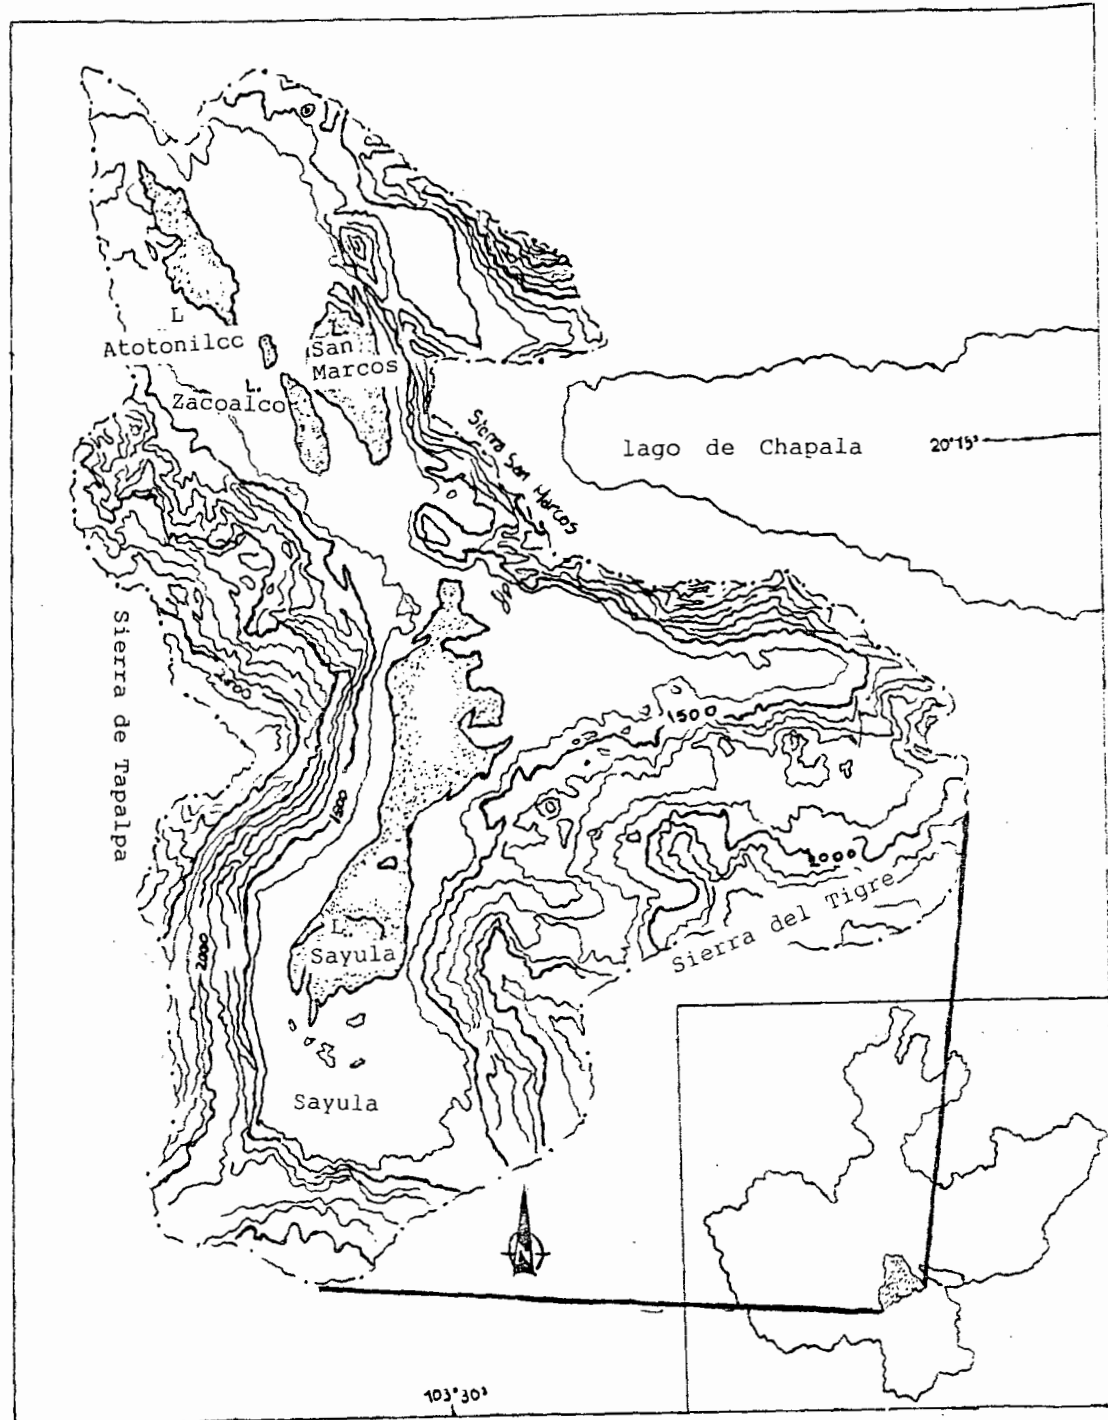 L
Atotonilcc
L.
San
Marcos
L.
Zacoalco
Sierra San Marcos
lago de Chapala
20°15'
Sierra de Tapalpa
1500
1500
2000
2000
Sierra del Tigre
L.
Sayula
Sayula
N
103°30'